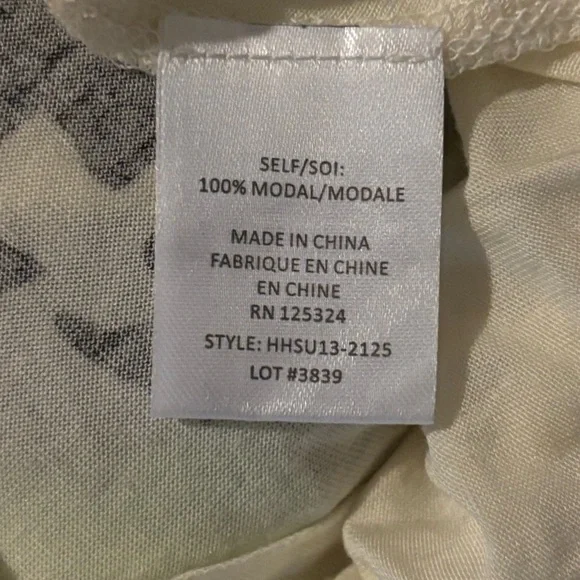 SELF/SOI:
100% MODAL/MODALE
MADE IN CHINA
FABRIQUE EN CHINE
EN CHINE
RN 125324
STYLE: HHSU13-2125
LOT #3839